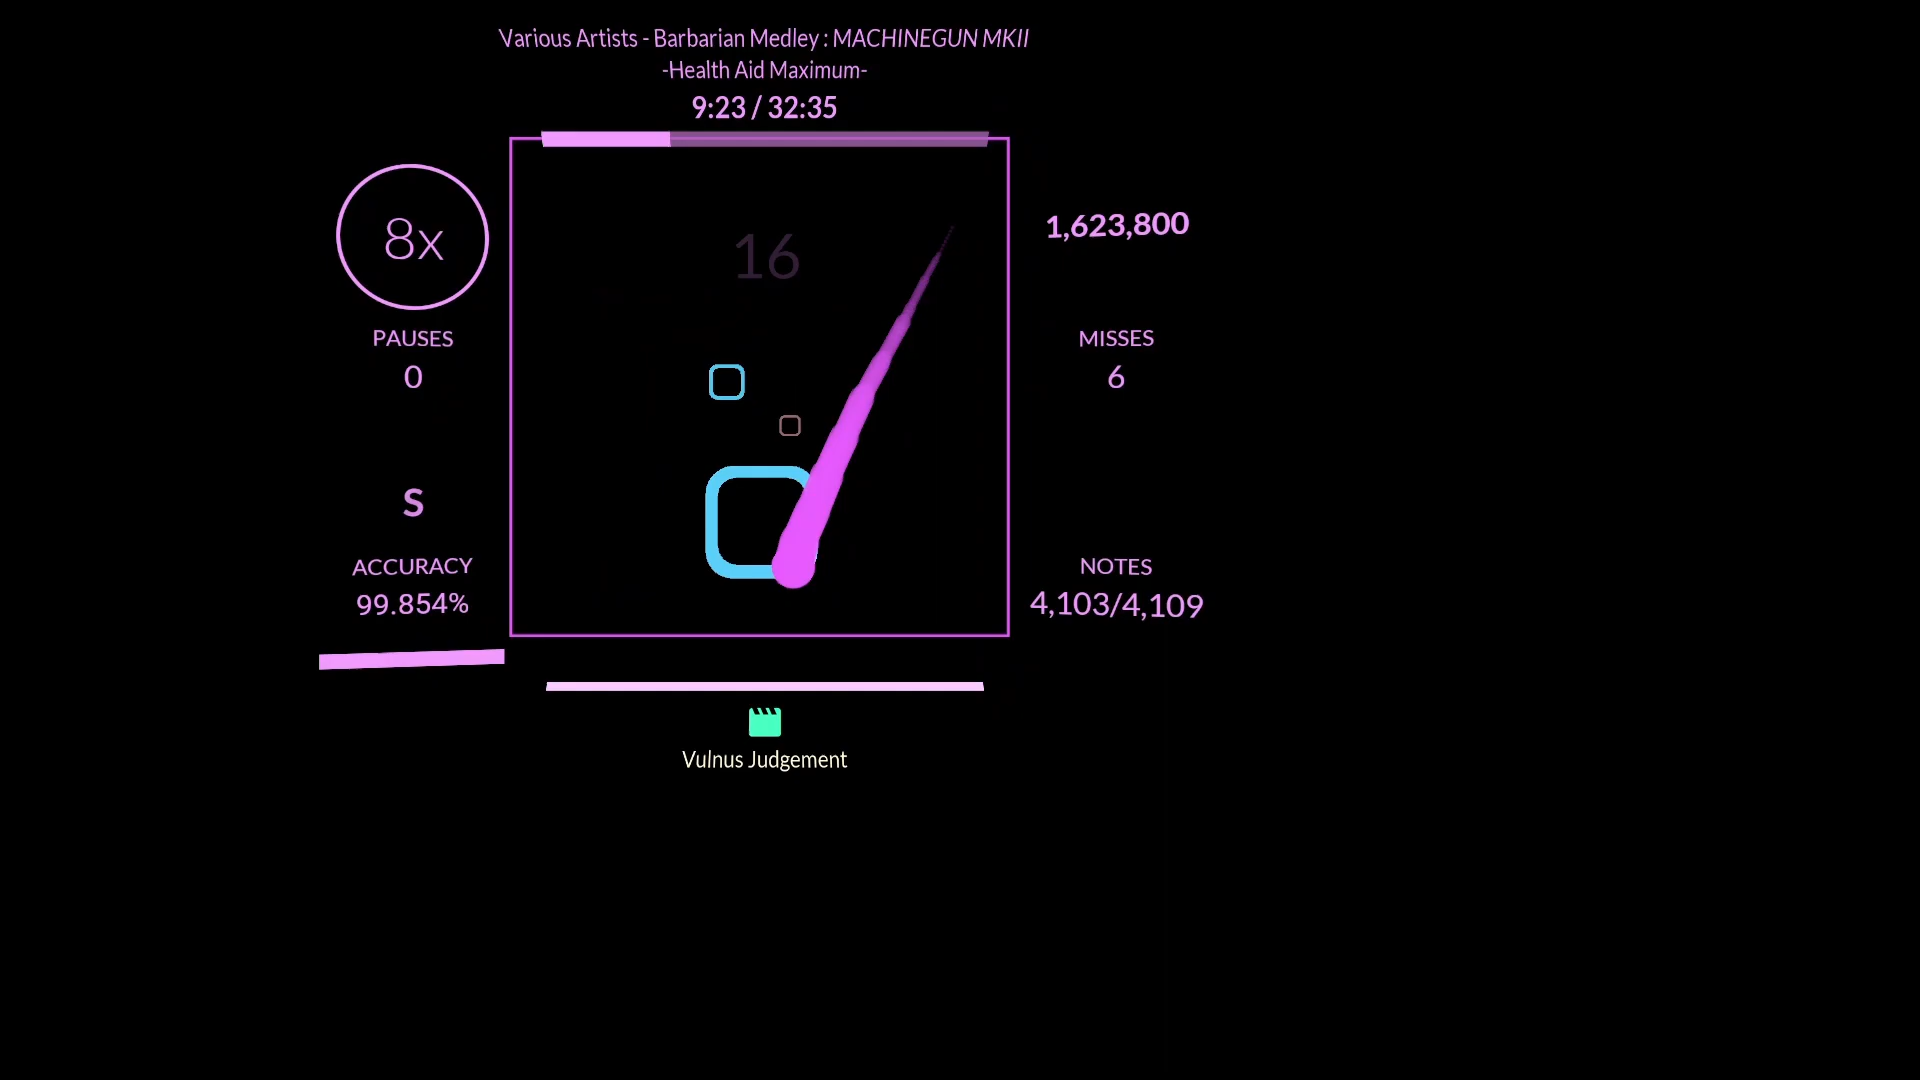 Various Artists - Barbarian Medley : MACHINEGUN MKII
-Health Aid Maximum-
9:23 / 32:35
8x
16
1,623,800
PAUSES
0
MISSES
6
S
ACCURACY
99.854%
NOTES
4,103/4,109
Vulnus Judgement